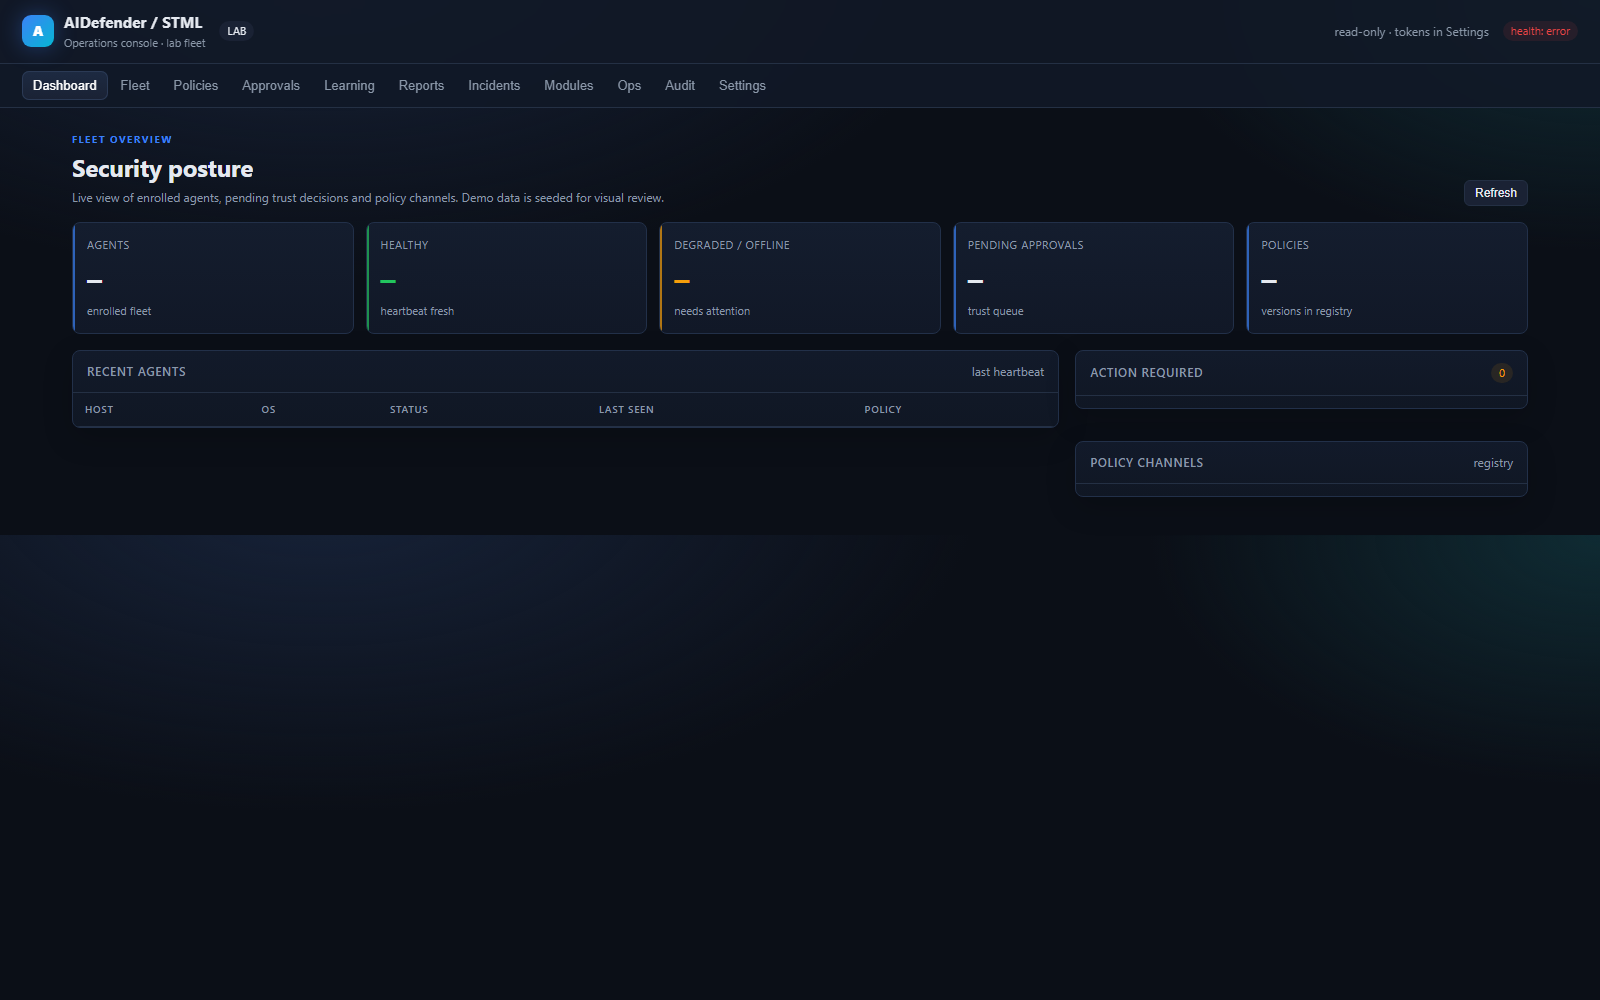 A
AIDefender / STML
Operations console · lab fleet
LAB
read-only · tokens in Settings
health: error
Dashboard
Fleet
Policies
Approvals
Learning
Reports
Incidents
Modules
Ops
Audit
Settings
FLEET OVERVIEW
Security posture
Live view of enrolled agents, pending trust decisions and policy channels. Demo data is seeded for visual review.
Refresh
AGENTS
—
enrolled fleet
HEALTHY
—
heartbeat fresh
DEGRADED / OFFLINE
—
needs attention
PENDING APPROVALS
—
trust queue
POLICIES
—
versions in registry
RECENT AGENTS
last heartbeat
HOST
OS
STATUS
LAST SEEN
POLICY
ACTION REQUIRED
0
POLICY CHANNELS
registry